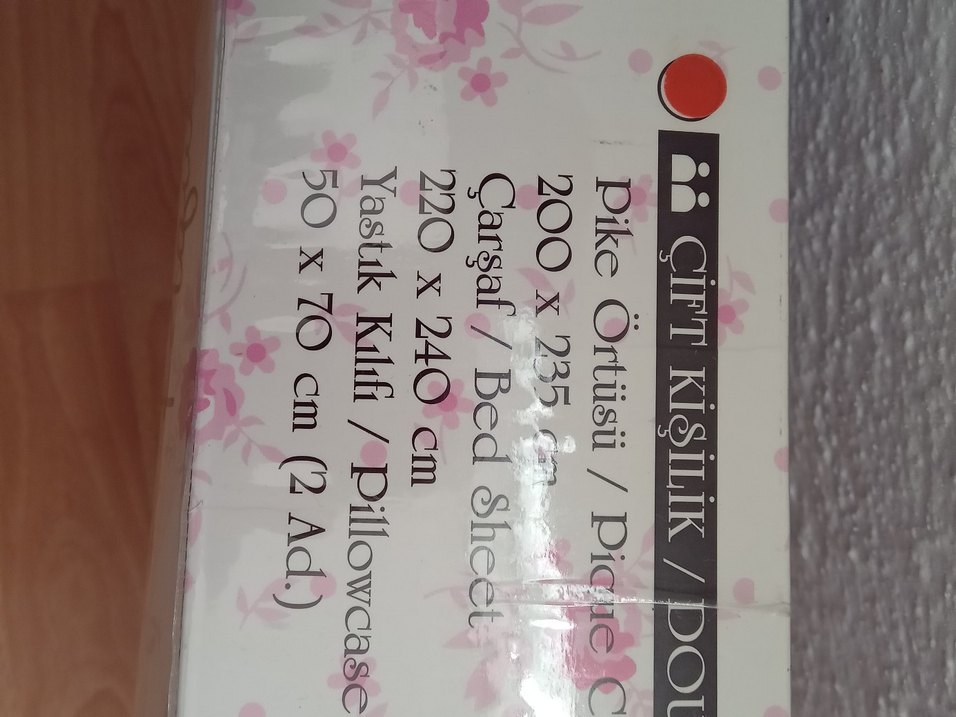 ÇİFT KİŞİLİK / DOU
Pike Örtüsü / Pique C
200 x 235 cm
Çarşaf / Bed Sheet
220 x 240 cm
Yastık Kılıfı / Pillowcase
50 x 70 cm (2 Ad.)